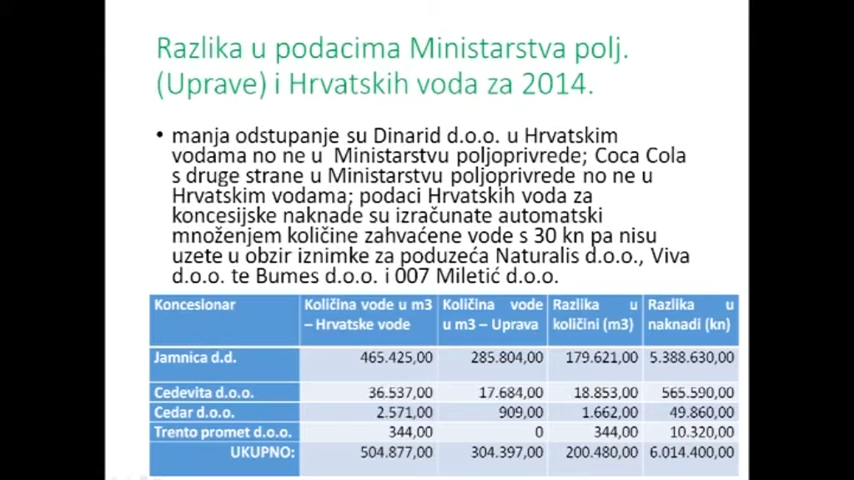 Razlika u podacima Ministarstva polj.
(Uprave) i Hrvatskih voda za 2014.
• manja odstupanje su Dinarid d.o.o. u Hrvatskim
vodama no ne u Ministarstvu poljoprivrede; Coca Cola
s druge strane u Ministarstvu poljoprivrede no ne u
Hrvatskim vodama; podaci Hrvatskih voda za
koncesijske naknade su izračunate automatski
množenjem količine zahvaćene vode s 30 kn pa nisu
uzete u obzir iznimke za poduzeća Naturalis d.o.o., Viva
d.o.o. te Bumes d.o.o. i 007 Miletić d.o.o.
Koncesionar Količina vode u m3 Količina vode Razlika u Razlika u
– Hrvatske vode u m3 – Uprava količini (m3) naknadi (kn)
Jamnica d.d. 465.425,00 285.804,00 179.621,00 5.388.630,00
Cedevita d.o.o. 36.537,00 17.684,00 18.853,00 565.590,00
Cedar d.o.o. 2.571,00 909,00 1.662,00 49.860,00
Trento promet d.o.o. 344,00 0 344,00 10.320,00
UKUPNO: 504.877,00 304.397,00 200.480,00 6.014.400,00